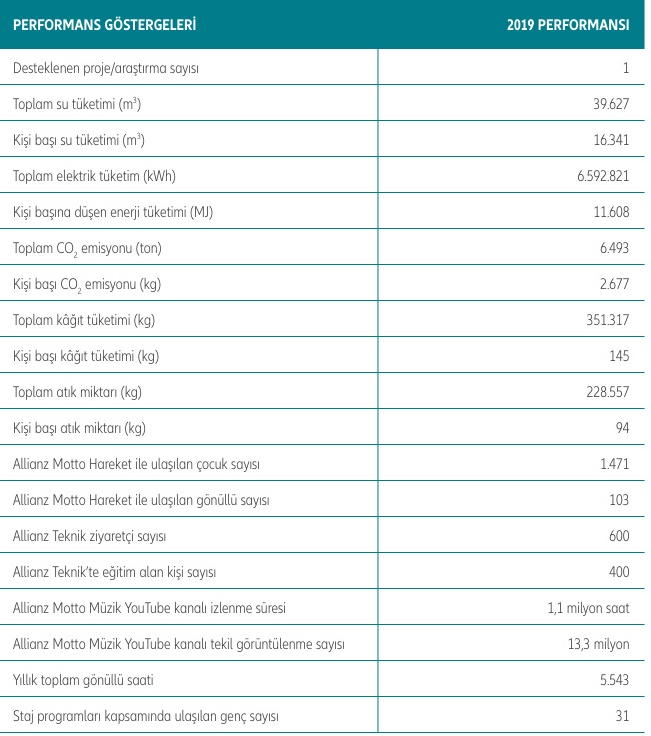 PERFORMANS GÖSTERGELERİ 2019 PERFORMANSI
Desteklenen proje/araştırma sayısı 1
Toplam su tüketimi (m³) 39.627
Kişi başı su tüketimi (m³) 16.341
Toplam elektrik tüketim (kWh) 6.592.821
Kişi başına düşen enerji tüketimi (MJ) 11.608
Toplam CO₂ emisyonu (ton) 6.493
Kişi başı CO₂ emisyonu (kg) 2.677
Toplam kâğıt tüketimi (kg) 351.317
Kişi başı kâğıt tüketimi (kg) 145
Toplam atık miktarı (kg) 228.557
Kişi başı atık miktarı (kg) 94
Allianz Motto Hareket ile ulaşılan çocuk sayısı 1.471
Allianz Motto Hareket ile ulaşılan gönüllü sayısı 103
Allianz Teknik ziyaretçi sayısı 600
Allianz Teknik'te eğitim alan kişi sayısı 400
Allianz Motto Müzik YouTube kanalı izlenme süresi 1,1 milyon saat
Allianz Motto Müzik YouTube kanalı tekil görüntülenme sayısı 13,3 milyon
Yıllık toplam gönüllü saati 5.543
Staj programları kapsamında ulaşılan genç sayısı 31